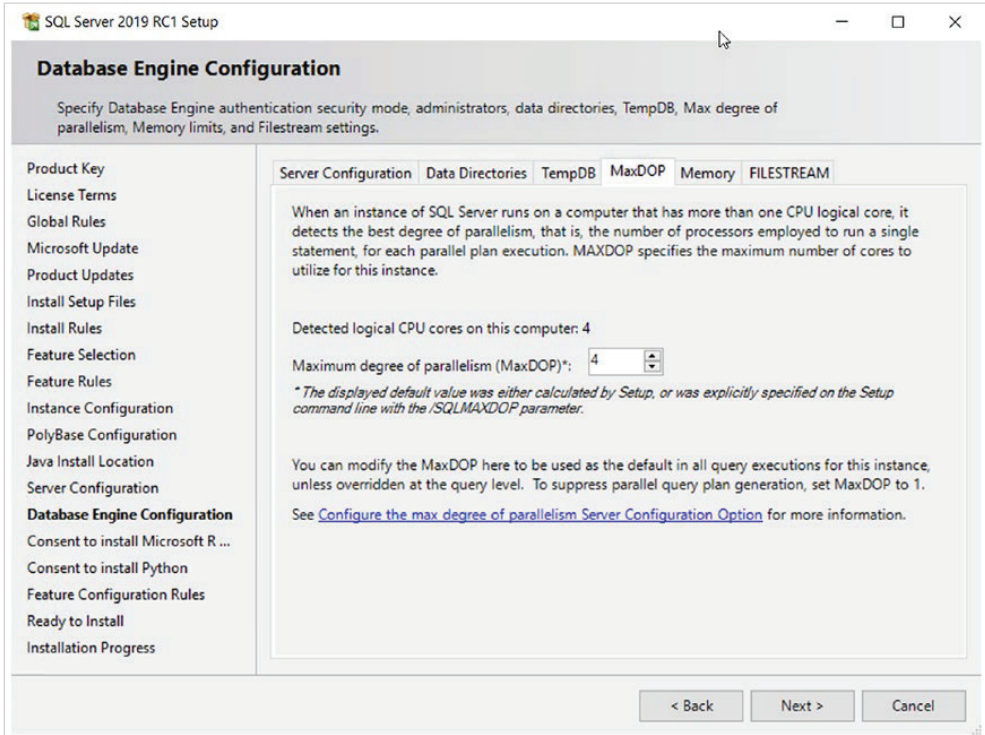 SQL Server 2019 RC1 Setup
Database Engine Configuration
Specify Database Engine authentication security mode, administrators, data directories, TempDB, Max degree of
parallelism, Memory limits, and Filestream settings.
Product Key
License Terms
Global Rules
Microsoft Update
Product Updates
Install Setup Files
Install Rules
Feature Selection
Feature Rules
Instance Configuration
PolyBase Configuration
Java Install Location
Server Configuration
Database Engine Configuration
Consent to install Microsoft R ...
Consent to install Python
Feature Configuration Rules
Ready to Install
Installation Progress
Server Configuration Data Directories TempDB MaxDOP Memory FILESTREAM
When an instance of SQL Server runs on a computer that has more than one CPU logical core, it
detects the best degree of parallelism, that is, the number of processors employed to run a single
statement, for each parallel plan execution. MAXDOP specifies the maximum number of cores to
utilize for this instance.
Detected logical CPU cores on this computer: 4
Maximum degree of parallelism (MaxDOP)*: 4
* The displayed default value was either calculated by Setup, or was explicitly specified on the Setup
command line with the /SQLMAXDOP parameter.
You can modify the MaxDOP here to be used as the default in all query executions for this instance,
unless overridden at the query level. To suppress parallel query plan generation, set MaxDOP to 1.
See Configure the max degree of parallelism Server Configuration Option for more information.
< Back Next > Cancel